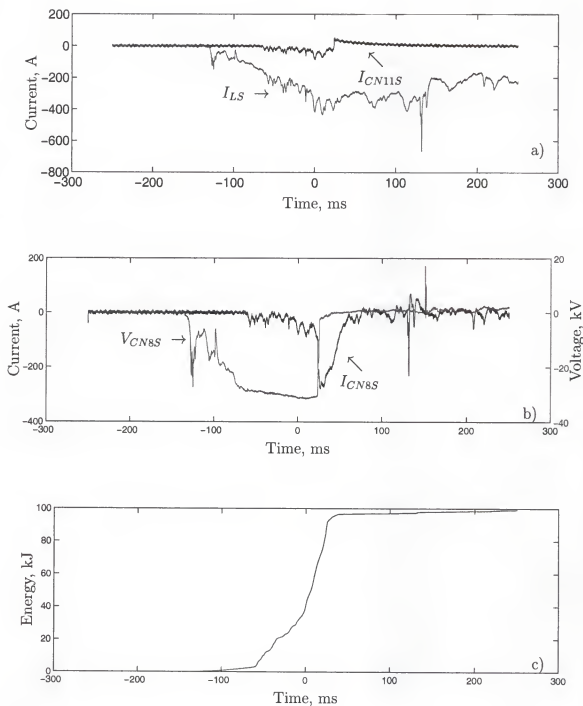 200
0
−200
−400
−600
−800
Current, A
I_CN11S
I_LS →
a)
−300
−200
−100
0
100
200
300
Time, ms
200
0
−200
−400
Current, A
20
0
−20
−40
Voltage, kV
V_CN8S
I_CN8S
b)
−300
−200
−100
0
100
200
300
Time, ms
100
80
60
40
20
0
Energy, kJ
c)
−300
−200
−100
0
100
200
300
Time, ms